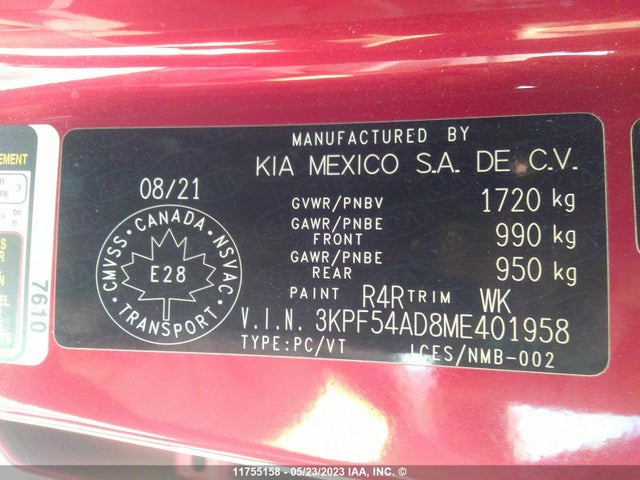 MANUFACTURED BY
KIA MEXICO S.A. DE C.V.
08/21
GVWR/PNBV 1720 kg
GAWR/PNBE FRONT 990 kg
GAWR/PNBE REAR 950 kg
PAINT R4R TRIM WK
V.I.N. 3KPF54AD8ME401958
TYPE:PC/VT ICES/NMB-002
CMVSS · CANADA · NSVAC
E28
TRANSPORT
7610
11755158 - 05/23/2023 IAA, INC. ©